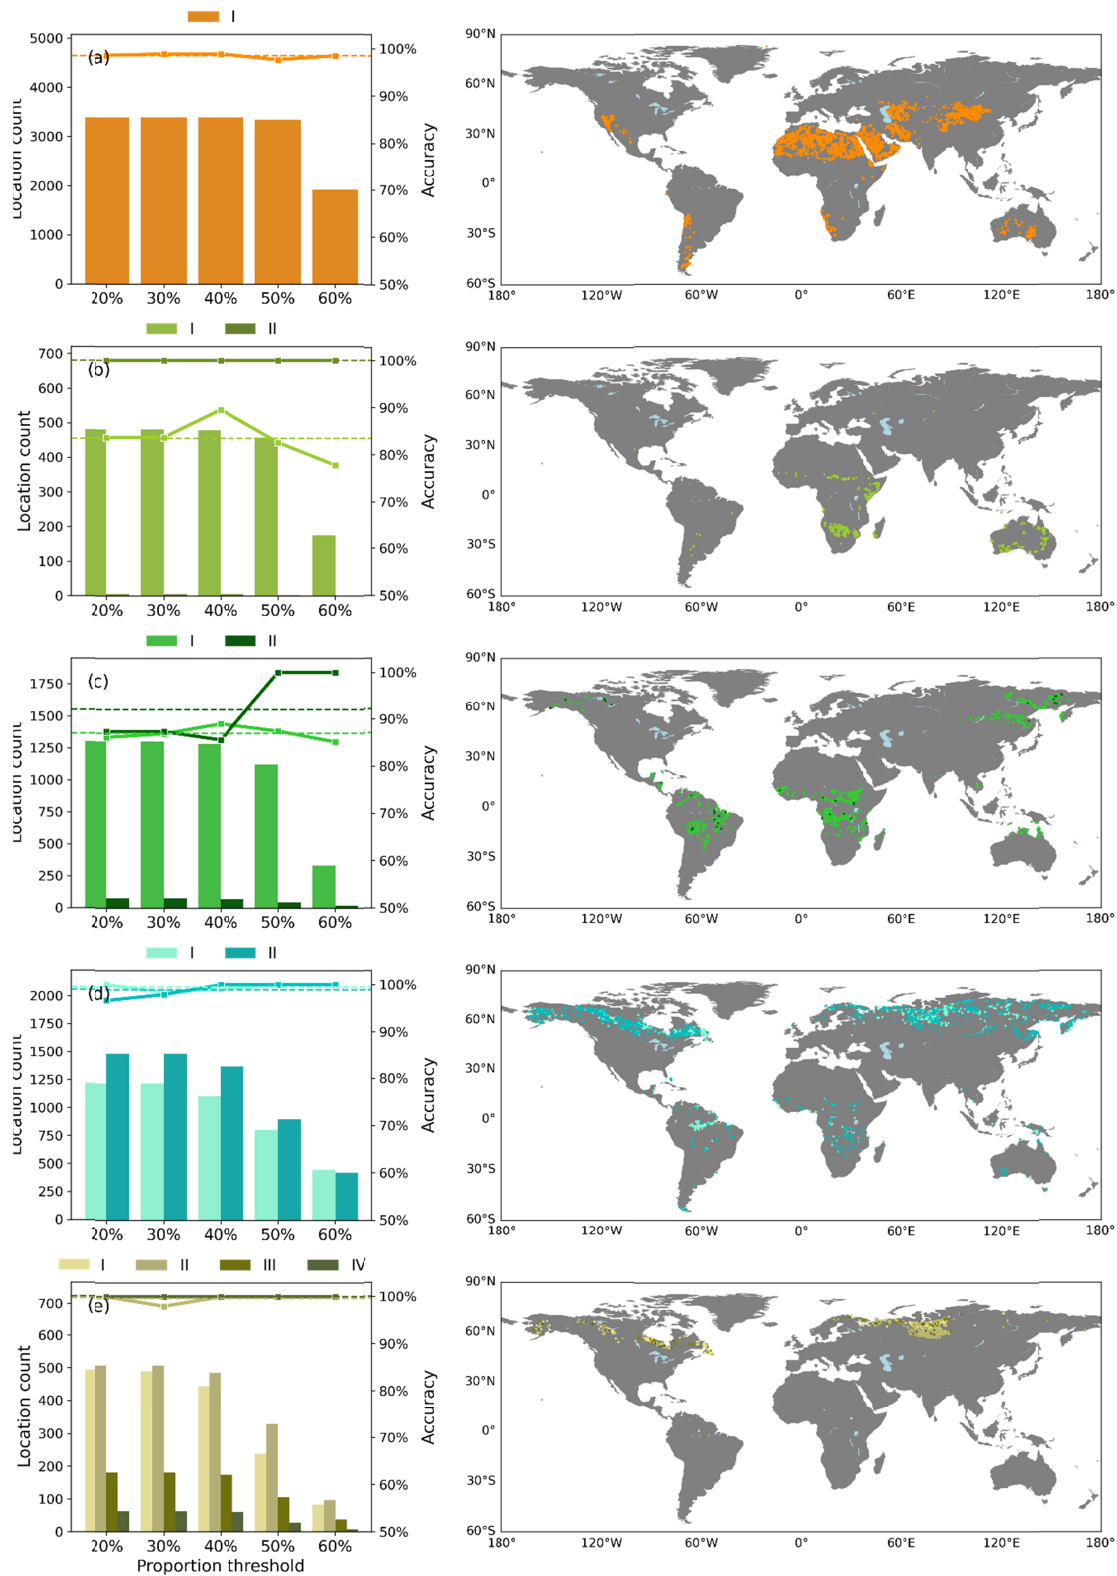 I
(a)
5000
4000
3000
2000
1000
0
Location count
100%
90%
80%
70%
60%
50%
Accuracy
20% 30% 40% 50% 60%
90°N
60°N
30°N
0°
30°S
60°S
180° 120°W 60°W 0° 60°E 120°E 180°
I II
(b)
700
600
500
400
300
200
100
0
Location count
100%
90%
80%
70%
60%
50%
Accuracy
20% 30% 40% 50% 60%
90°N
60°N
30°N
0°
30°S
60°S
180° 120°W 60°W 0° 60°E 120°E 180°
I II
(c)
1750
1500
1250
1000
750
500
250
0
Location count
100%
90%
80%
70%
60%
50%
Accuracy
20% 30% 40% 50% 60%
90°N
60°N
30°N
0°
30°S
60°S
180° 120°W 60°W 0° 60°E 120°E 180°
I II
(d)
2000
1750
1500
1250
1000
750
500
250
0
Location count
100%
90%
80%
70%
60%
50%
Accuracy
20% 30% 40% 50% 60%
90°N
60°N
30°N
0°
30°S
60°S
180° 120°W 60°W 0° 60°E 120°E 180°
I II III IV
(e)
700
600
500
400
300
200
100
0
Location count
100%
90%
80%
70%
60%
50%
Accuracy
20% 30% 40% 50% 60%
Proportion threshold
90°N
60°N
30°N
0°
30°S
60°S
180° 120°W 60°W 0° 60°E 120°E 180°